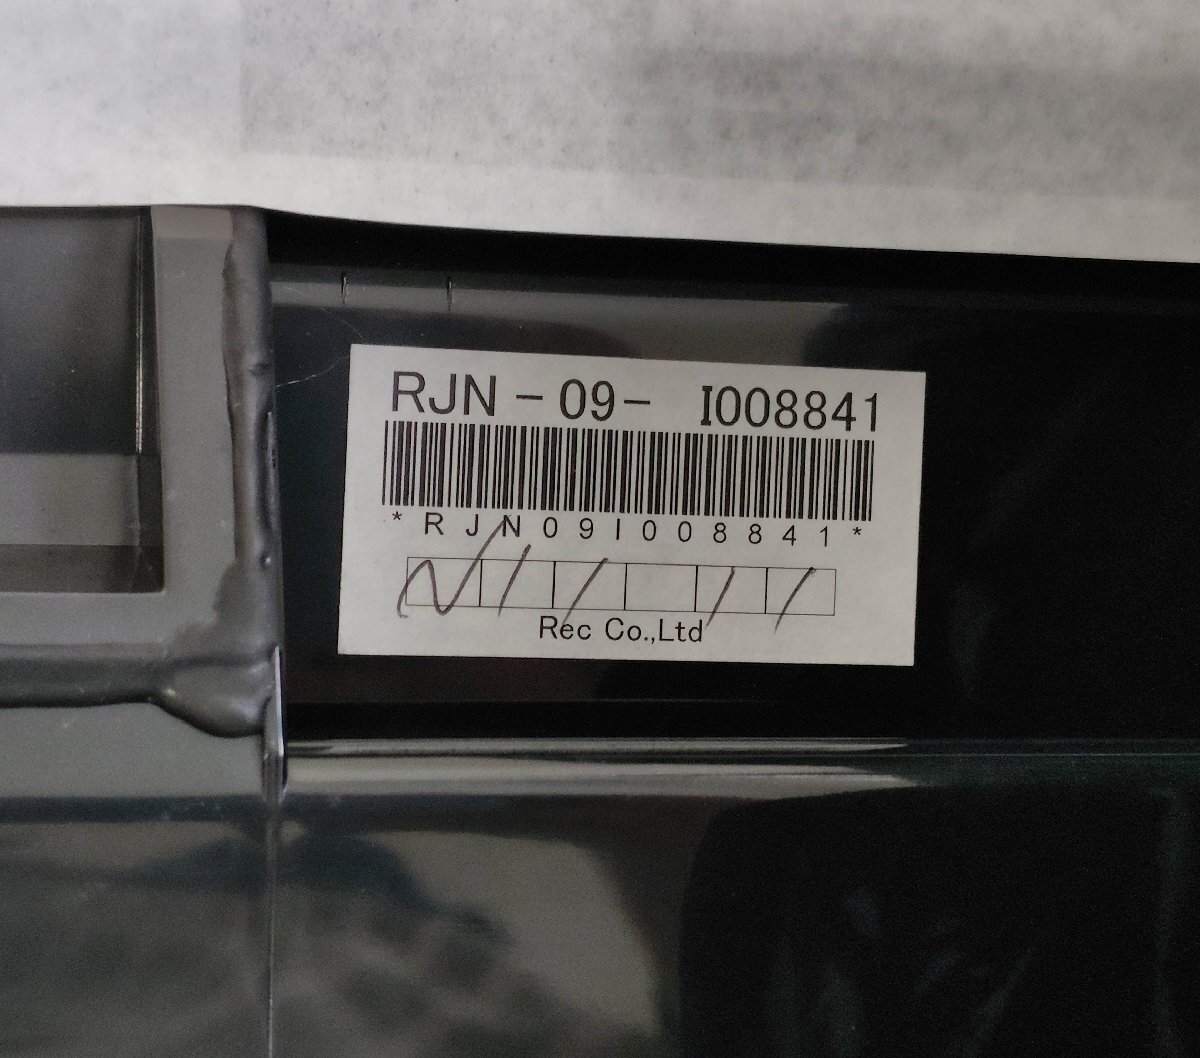 RJN - 09- I008841
*RJN09I008841*
Rec Co.,Ltd